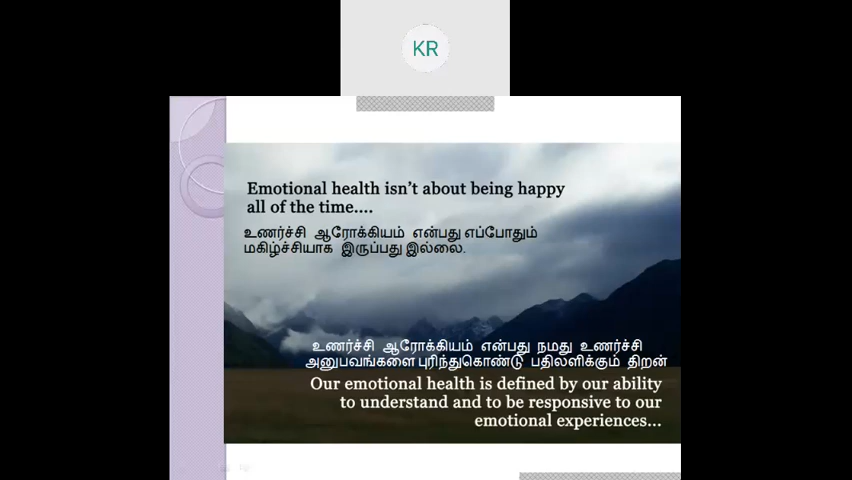 KR
Emotional health isn't about being happy
all of the time....
உணர்ச்சி ஆரோக்கியம் என்பது எப்போதும்
மகிழ்ச்சியாக இருப்பது இல்லை.
உணர்ச்சி ஆரோக்கியம் என்பது நமது உணர்ச்சி
அனுபவங்களை புரிந்துகொண்டு பதிலளிக்கும் திறன்
Our emotional health is defined by our ability
to understand and to be responsive to our
emotional experiences...